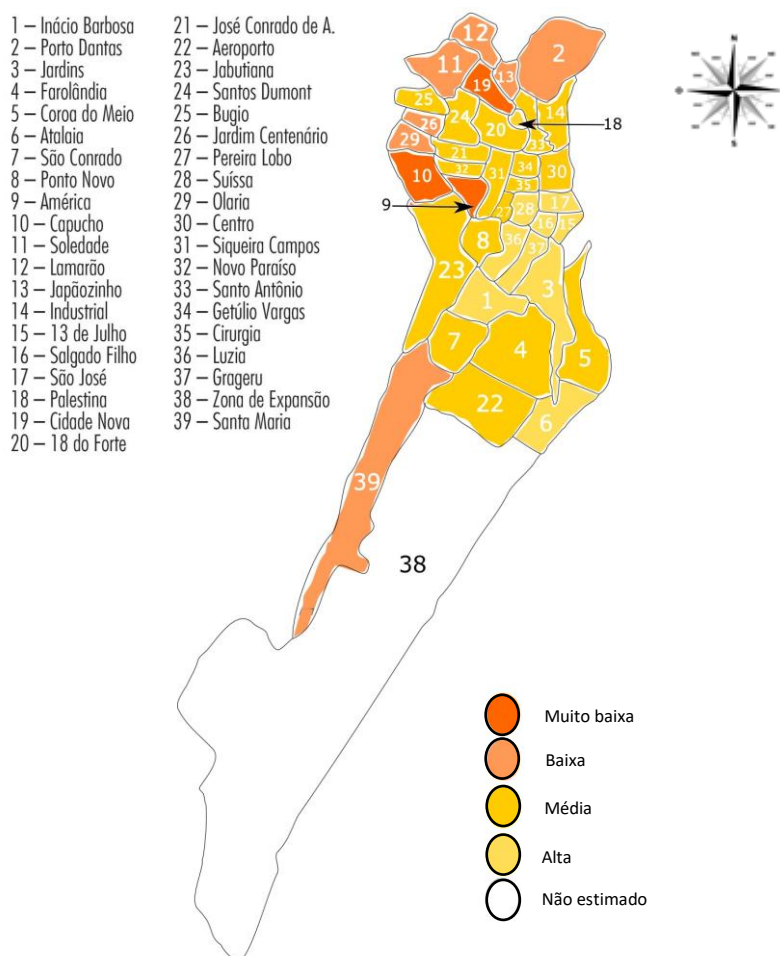 1 – Inácio Barbosa
2 – Porto Dantas
3 – Jardins
4 – Farolândia
5 – Coroa do Meio
6 – Atalaia
7 – São Conrado
8 – Ponto Novo
9 – América
10 – Capucho
11 – Soledade
12 – Lamarão
13 – Japãozinho
14 – Industrial
15 – 13 de Julho
16 – Salgado Filho
17 – São José
18 – Palestina
19 – Cidade Nova
20 – 18 do Forte
21 – José Conrado de A.
22 – Aeroporto
23 – Jabutiana
24 – Santos Dumont
25 – Bugio
26 – Jardim Centenário
27 – Pereira Lobo
28 – Suíssa
29 – Olaria
30 – Centro
31 – Siqueira Campos
32 – Novo Paraíso
33 – Santo Antônio
34 – Getúlio Vargas
35 – Cirurgia
36 – Luzia
37 – Grageru
38 – Zona de Expansão
39 – Santa Maria
12
2
11
13
19
25
14
24
20
18
26
33
29
21
34
30
32
31
10
35
9
27
28
17
16
15
8
36
37
23
3
1
7
4
5
22
6
39
38
N
S
Muito baixa
Baixa
Média
Alta
Não estimado